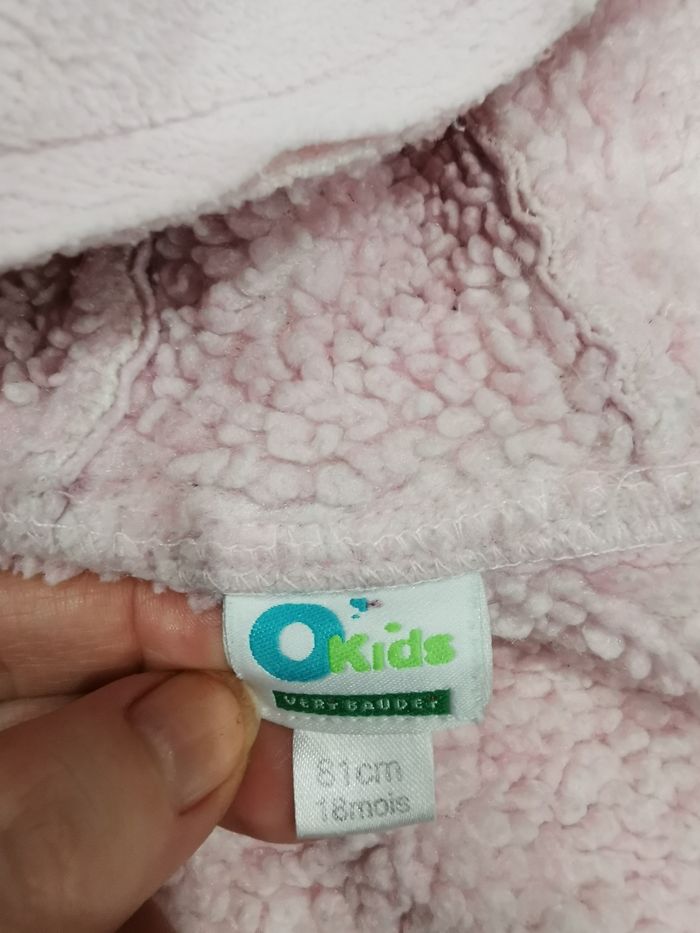 OKids
VERTBAUDET
81cm
18mois